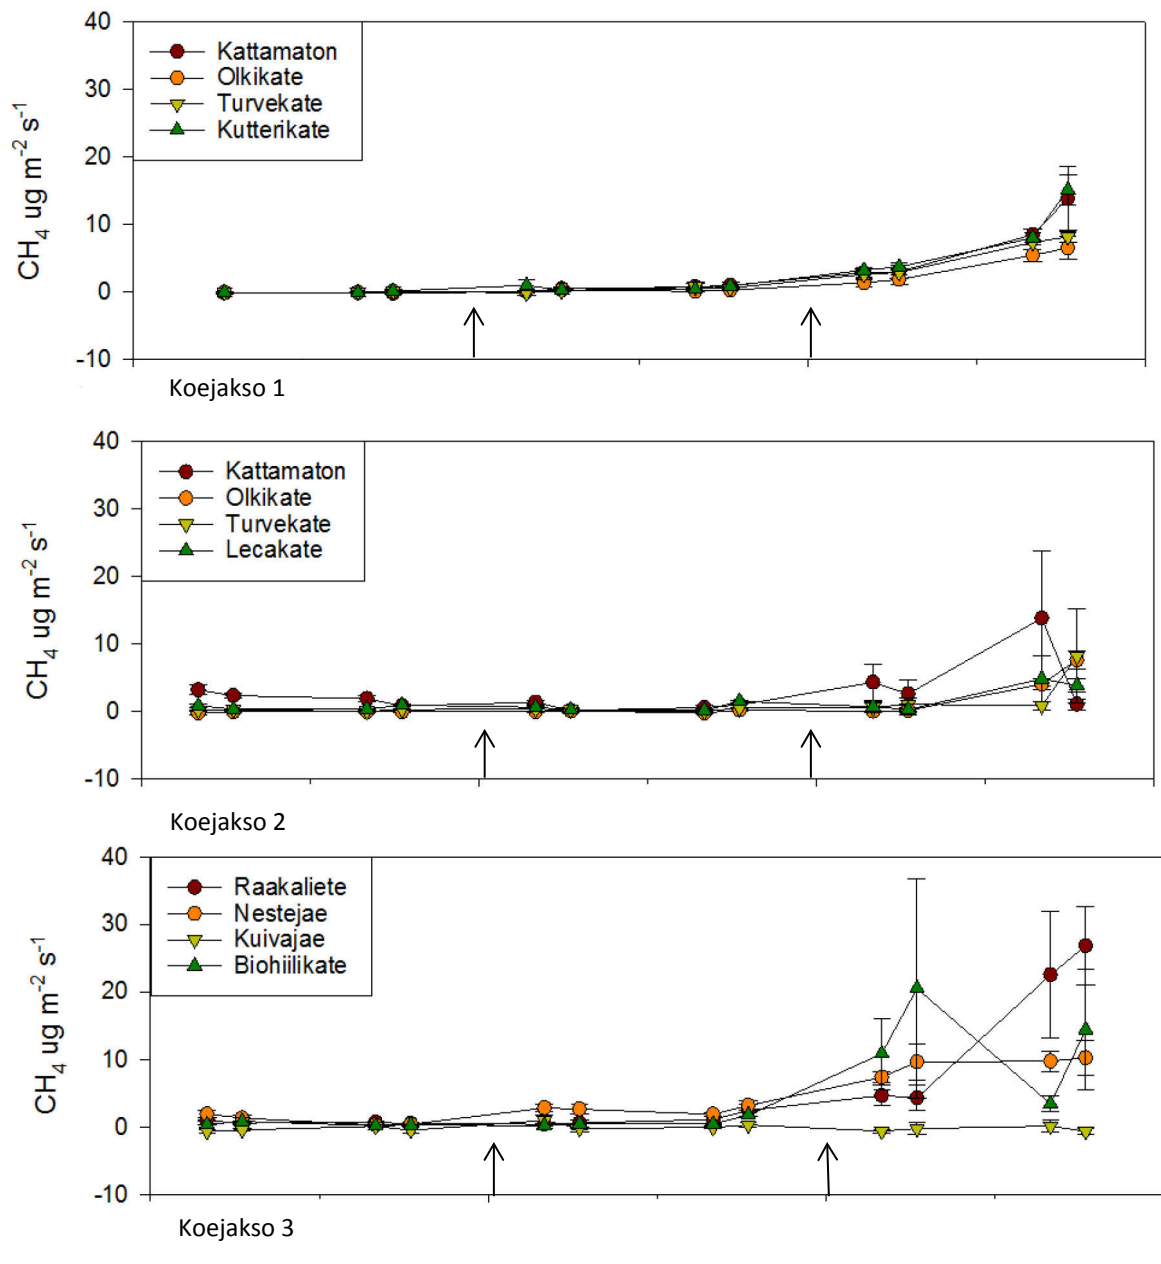 40
30
20
10
0
-10
CH4 ug m-2 s-1
Kattamaton
Olkikate
Turvekate
Kutterikate
Koejakso 1
40
30
20
10
0
-10
CH4 ug m-2 s-1
Kattamaton
Olkikate
Turvekate
Lecakate
Koejakso 2
40
30
20
10
0
-10
CH4 ug m-2 s-1
Raakaliete
Nestejae
Kuivajae
Biohiilikate
Koejakso 3